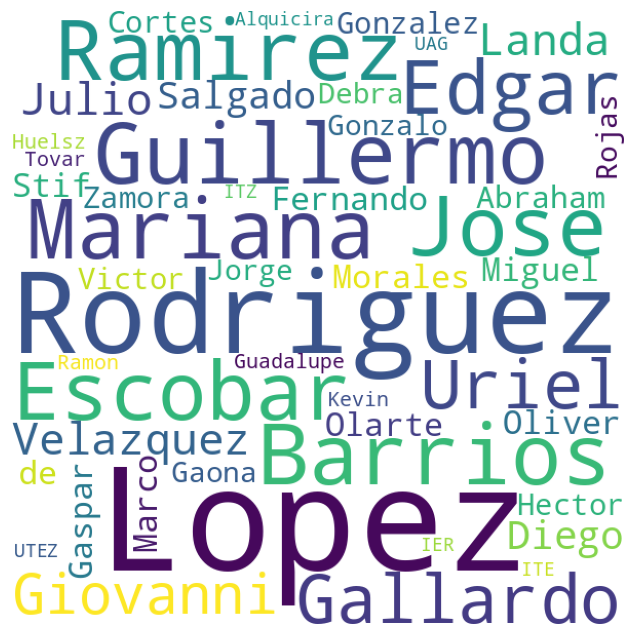 Cortes Alquicira Gonzalez
Ramirez UAG Landa
Julio Salgado Debra Edgar
Huelsz Guillermo Gonzalo Rojas
Tovar
Stif Zamora ITZ Fernando Abraham
Mariana Jose
Victor Jorge Morales Miguel
Rodriguez
Ramon Guadalupe
Escobar Kevin Uriel
Velazquez Barrios Olarte Oliver
de Gaspar Marco Gaona
Lopez Hector
UTEZ IER Diego
ITE
Giovanni Gallardo